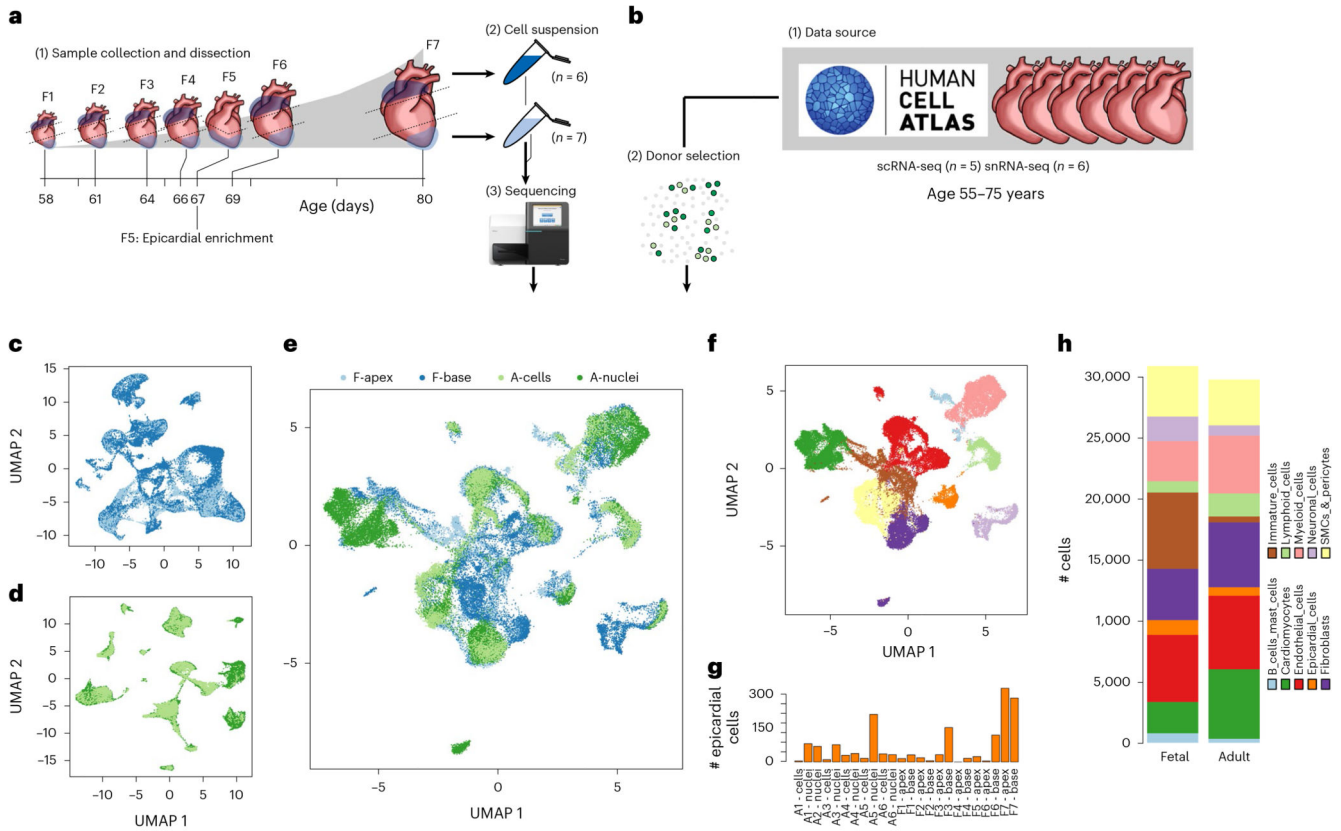 a
(1) Sample collection and dissection
F1
F2
F3
F4
F5
F6
F7
58
61
64
66
67
69
80
Age (days)
F5: Epicardial enrichment
(2) Cell suspension
(n = 6)
(n = 7)
(3) Sequencing
b
(1) Data source
HUMAN
CELL
ATLAS
scRNA-seq (n = 5) snRNA-seq (n = 6)
Age 55–75 years
(2) Donor selection
c
UMAP 2
15
10
5
0
−5
−10
−10
−5
0
5
10
d
UMAP 2
10
5
0
−5
−10
−15
−10
−5
0
5
10
UMAP 1
e
F-apex
F-base
A-cells
A-nuclei
5
0
−5
−5
0
5
UMAP 1
f
UMAP 2
5
0
−5
−5
0
5
UMAP 1
g
# epicardial
cells
300
150
0
A1 - cells
A1 - nuclei
A2 - nuclei
A3 - cells
A3 - nuclei
A4 - cells
A4 - nuclei
A5 - cells
A5 - nuclei
A6 - cells
A6 - nuclei
F1 - apex
F1 - base
F2 - apex
F2 - base
F3 - apex
F3 - base
F4 - apex
F4 - base
F5 - apex
F6 - apex
F6 - base
F7 - apex
F7 - base
h
# cells
30,000
25,000
20,000
15,000
1,000
5,000
0
Fetal
Adult
Immature_cells
Lymphoid_cells
Myeloid_cells
Neuronal_cells
SMCs_&_pericytes
B_cells_mast_cells
Cardiomyocytes
Endothelial_cells
Epicardial_cells
Fibroblasts